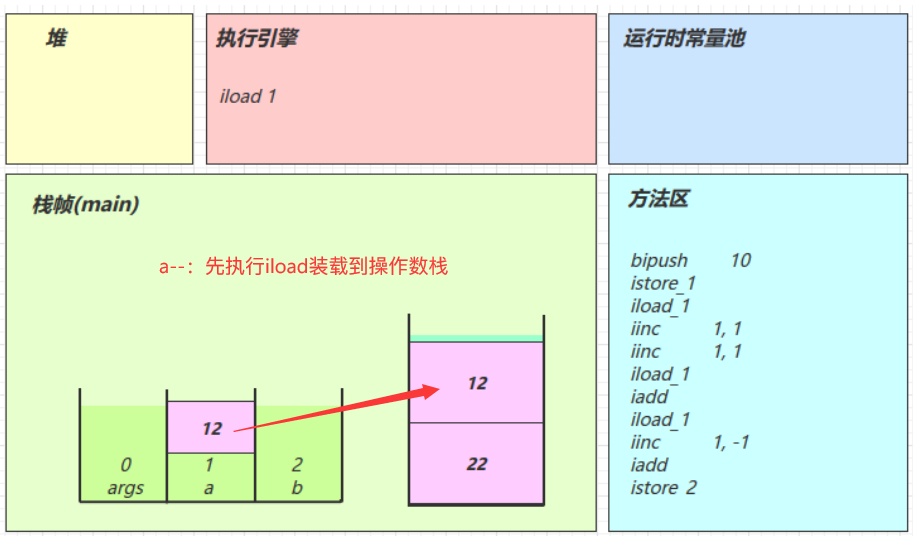 堆
执行引擎
iload 1
运行时常量池
栈帧(main)
a--：先执行iload装载到操作数栈
12
0
args
1
a
2
b
12
22
方法区
bipush 10
istore_1
iload_1
iinc 1, 1
iinc 1, 1
iload_1
iadd
iload_1
iinc 1, -1
iadd
istore 2